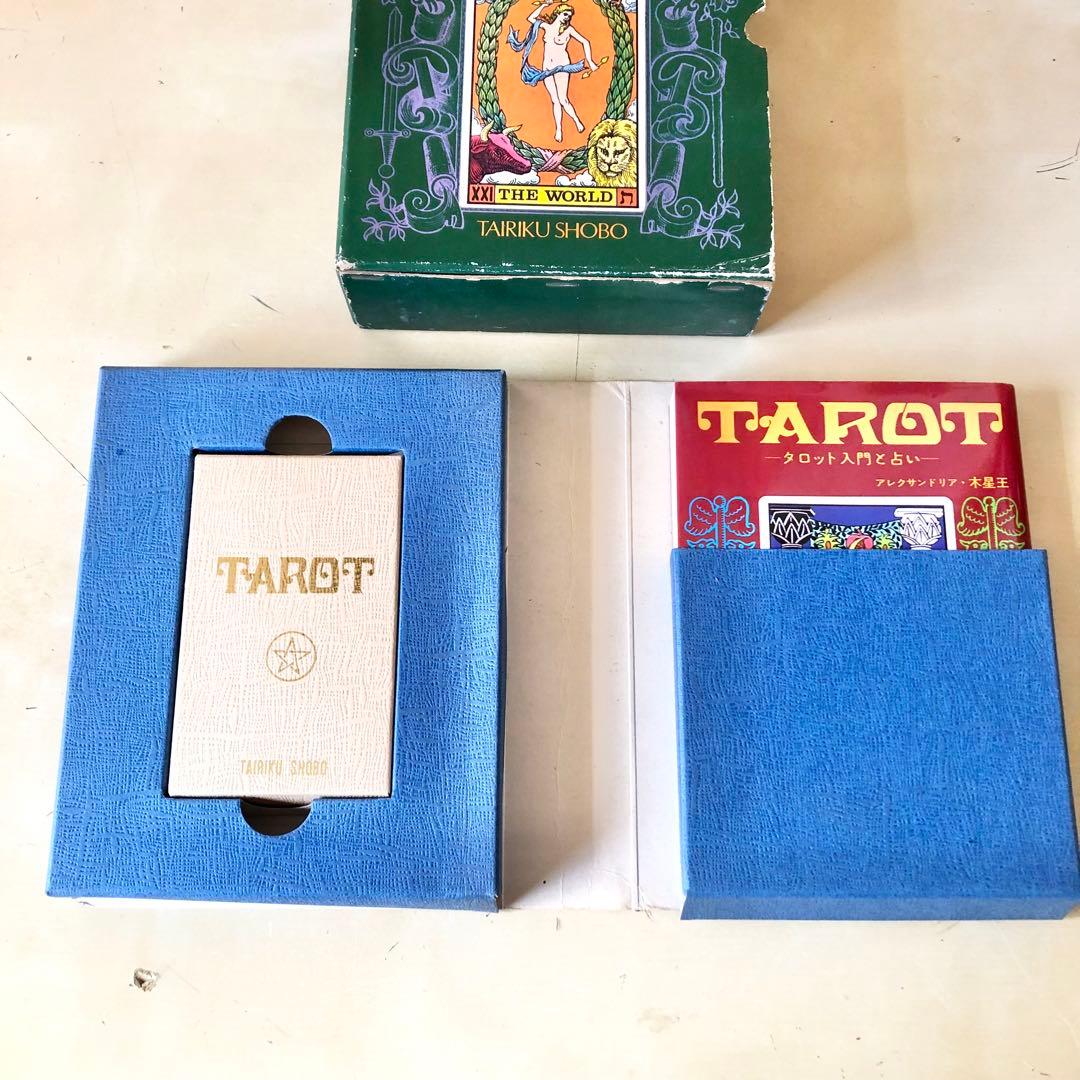 XXI THE WORLD ת
TAIRIKU SHOBO
TAROT
TAIRIKU SHOBO
TAROT
—タロット入門と占い—
アレクサンドリア・木星王